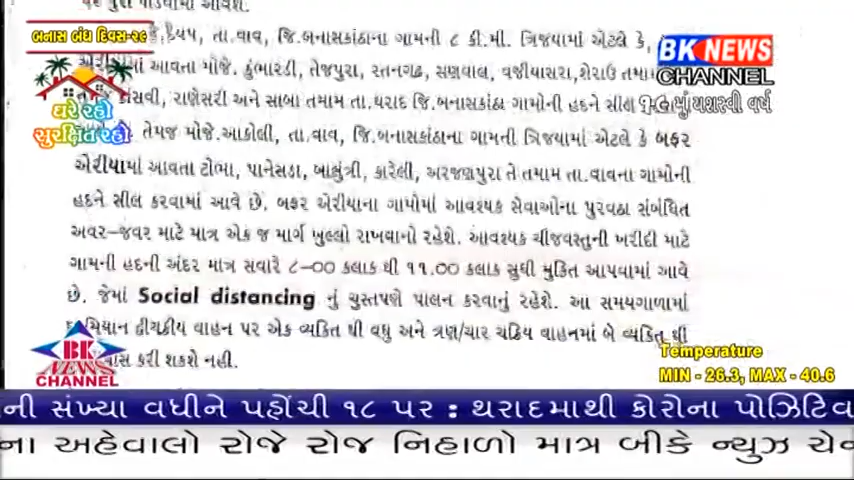 બનાસ બંધ દિવસ-૨૯
તા.વાવ, જિ.બનાસકાંઠાના ગામની ૮ કી.મી. ત્રિજયામાં એટલે કે,
BK NEWS
CHANNEL
આવતા મોજે. કુંભારડી, તેજપુરા, રતનગઢ, સણવાલ, વજીયાસરા,શેરાઉ
રાણેસરી અને સાબા તમામ તા.થરાદ જિ.બનાસકાંઠા ગામોની હદને સીલ
યશસ્વી વર્ષ
ઘરે રહો
સુરક્ષિત રહો
તેમજ મોજે.આકોલી, તા.વાવ, જિ.બનાસકાંઠાના ગામની ત્રિજયામાં એટલે કે બફર
એરીયામાં આવતા ટોભા, પાનેસડા, બાલુંત્રી, કારેલી, અરજણપુરા તે તમામ તા.વાવના ગામોની
હદને સીલ કરવામાં આવે છે. બફર એરીયાના ગામોમાં આવશ્યક સેવાઓના પુરવઠા સંબંધિત
અવર-જવર માટે માત્ર એક જ માર્ગ ખુલ્લો રાખવાનો રહેશે. આવશ્યક ચીજવસ્તુની ખરીદી માટે
ગામની હદની અંદર માત્ર સવારે ૮-૦૦ કલાક થી ૧૧.૦૦ કલાક સુધી મુકિત આપવામાં આવે
છે. જેમાં Social distancing નું ચુસ્તપણે પાલન કરવાનું રહેશે. આ સમયગાળામાં
દ્વીચક્રીય વાહન પર એક વ્યકિત થી વધુ અને ત્રણ/ચાર ચક્રિય વાહનમાં બે વ્યકિત થી
કરી શકશે નહી.
BK
NEWS
CHANNEL
Temperature
MIN - 26.3, MAX - 40.6
ની સંખ્યા વધીને પહોંચી ૧૮ પર : થરાદમાથી કોરોના પોઝિટિવ
ના અહેવાલો રોજે રોજ નિહાળો માત્ર બીકે ન્યુઝ ચેન